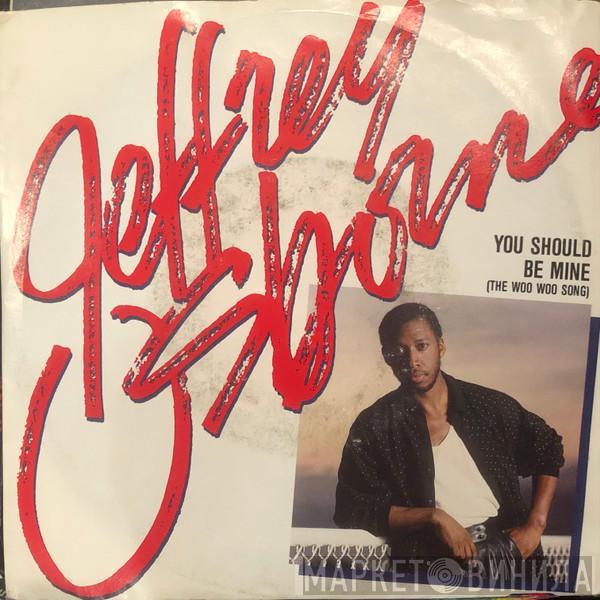 Jeffrey
Osborne
YOU SHOULD
BE MINE
(THE WOO WOO SONG)
МАРКЕТ ВИНИЛА